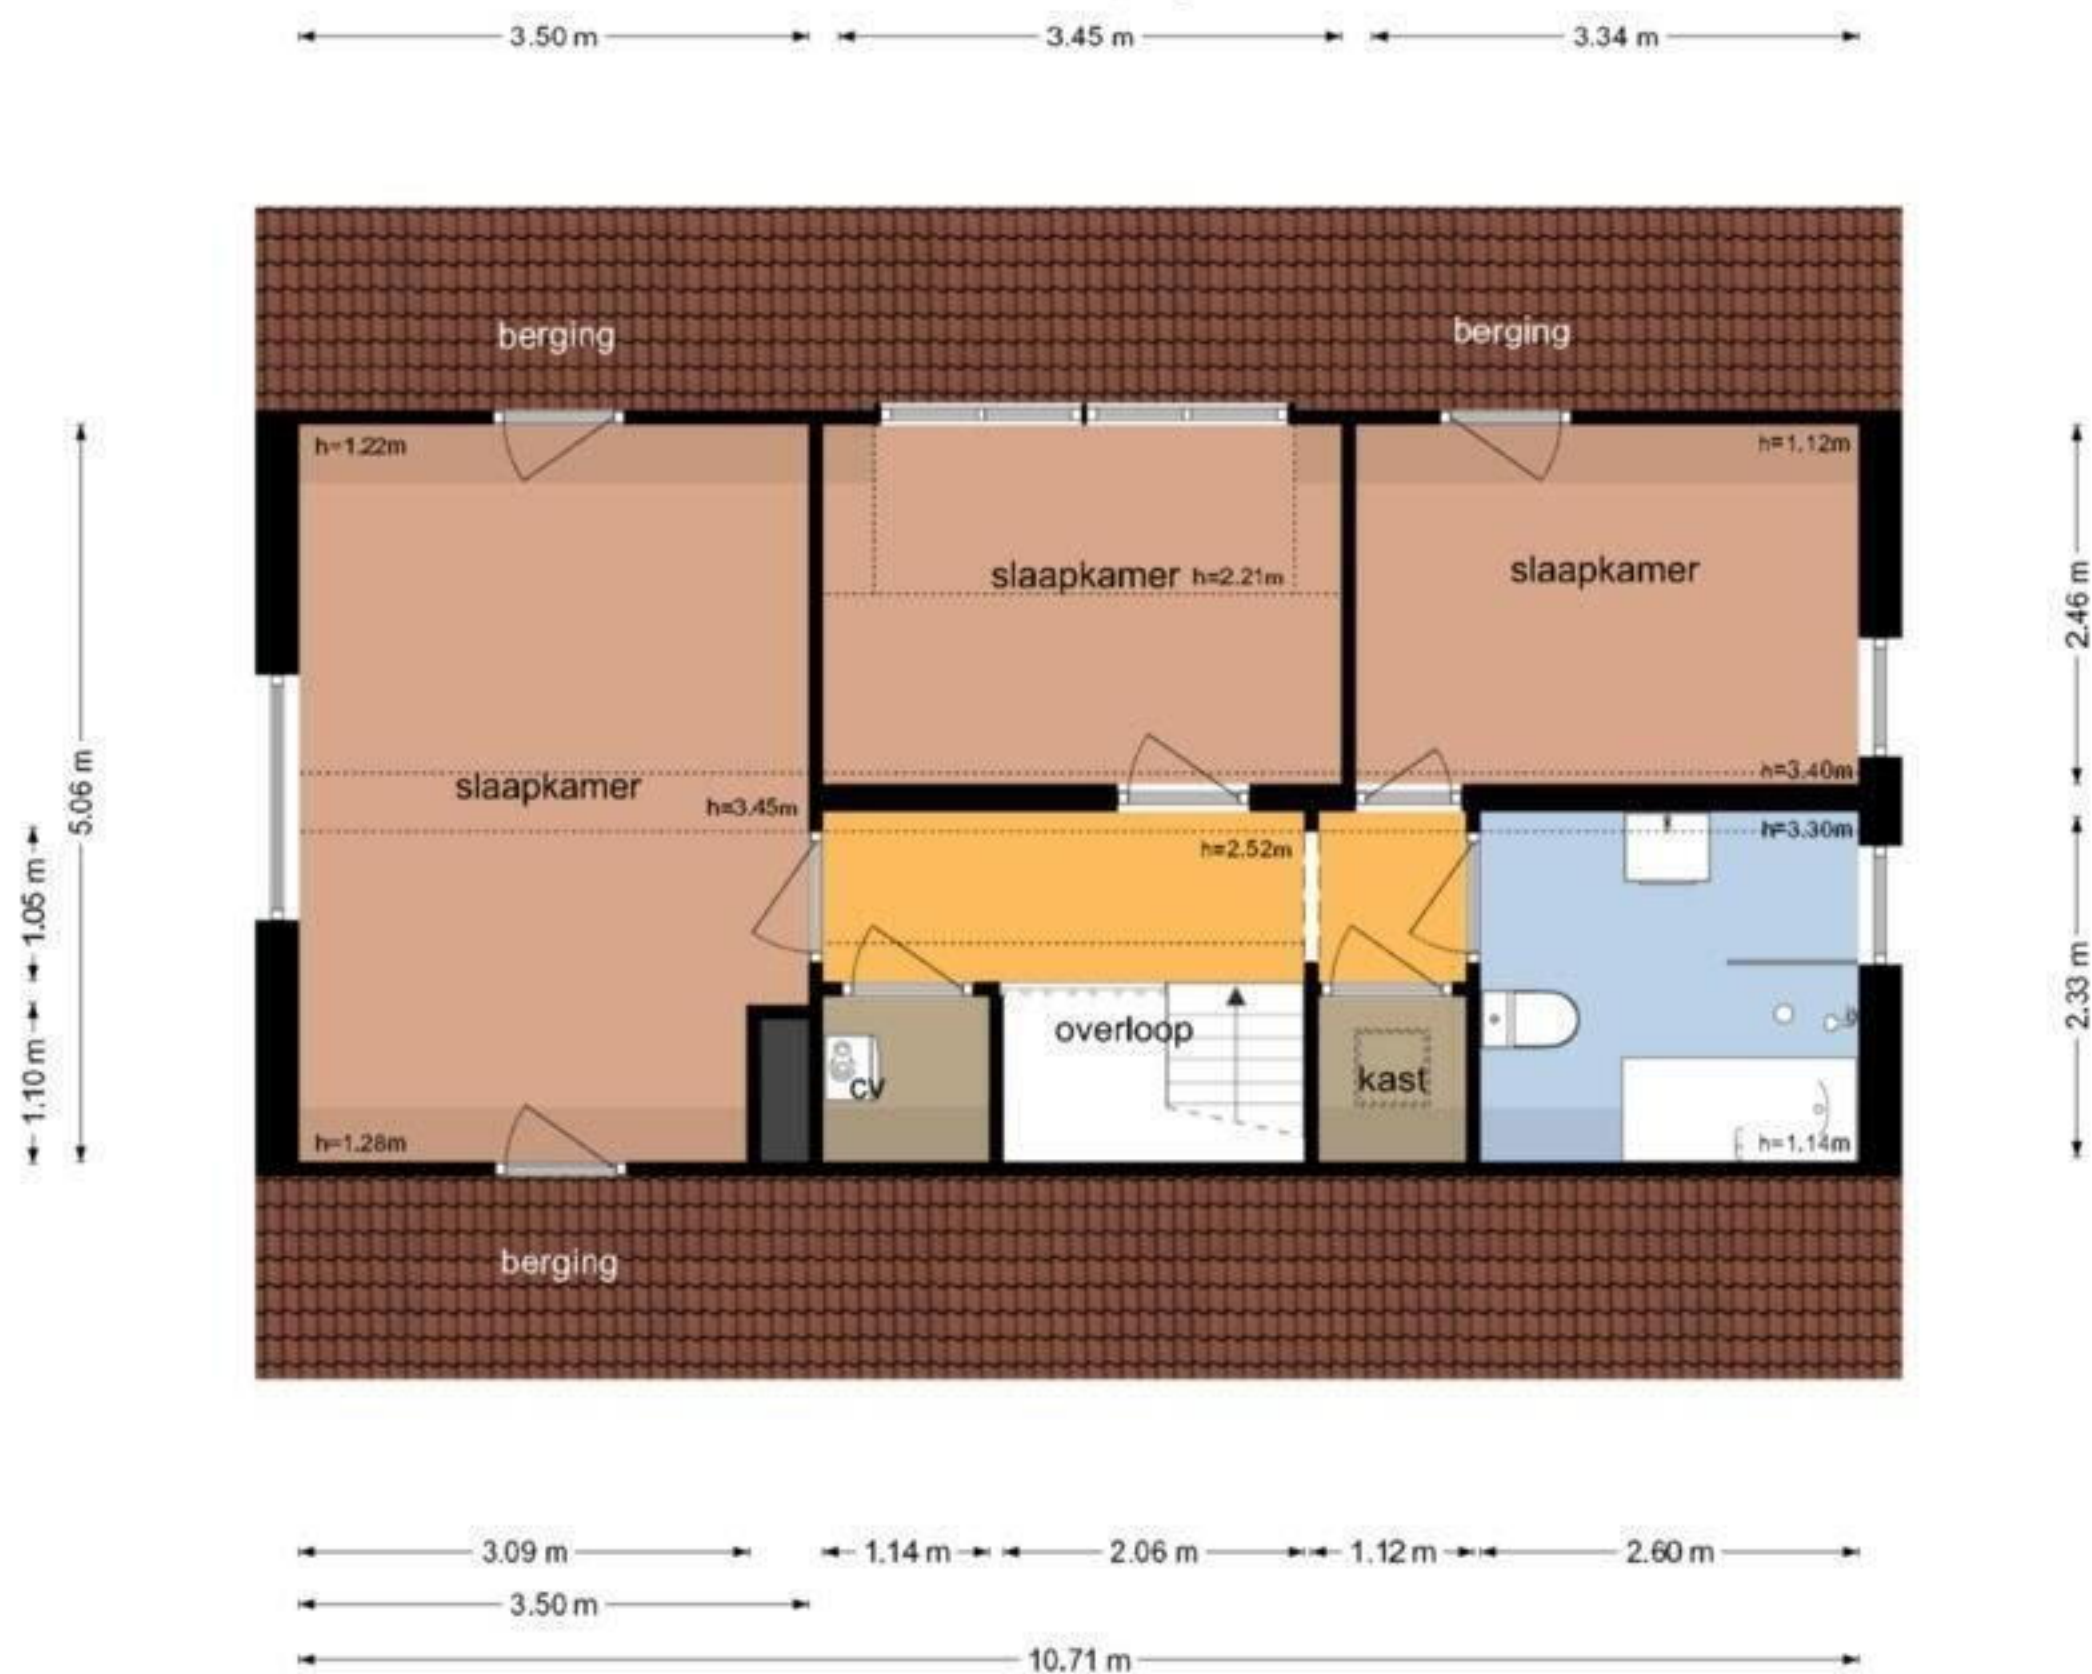 3.50 m
3.45 m
3.34 m
berging
berging
h=1.22m
h=1.12m
slaapkamer
h=2.21m
slaapkamer
2.46 m
slaapkamer
h=3.45m
h=3.40m
5.06 m
1.05 m
h=2.52m
h=3.30m
overloop
cv
kast
2.33 m
1.10 m
h=1.28m
h=1.14m
berging
3.09 m
1.14 m
2.06 m
1.12 m
2.60 m
3.50 m
10.71 m